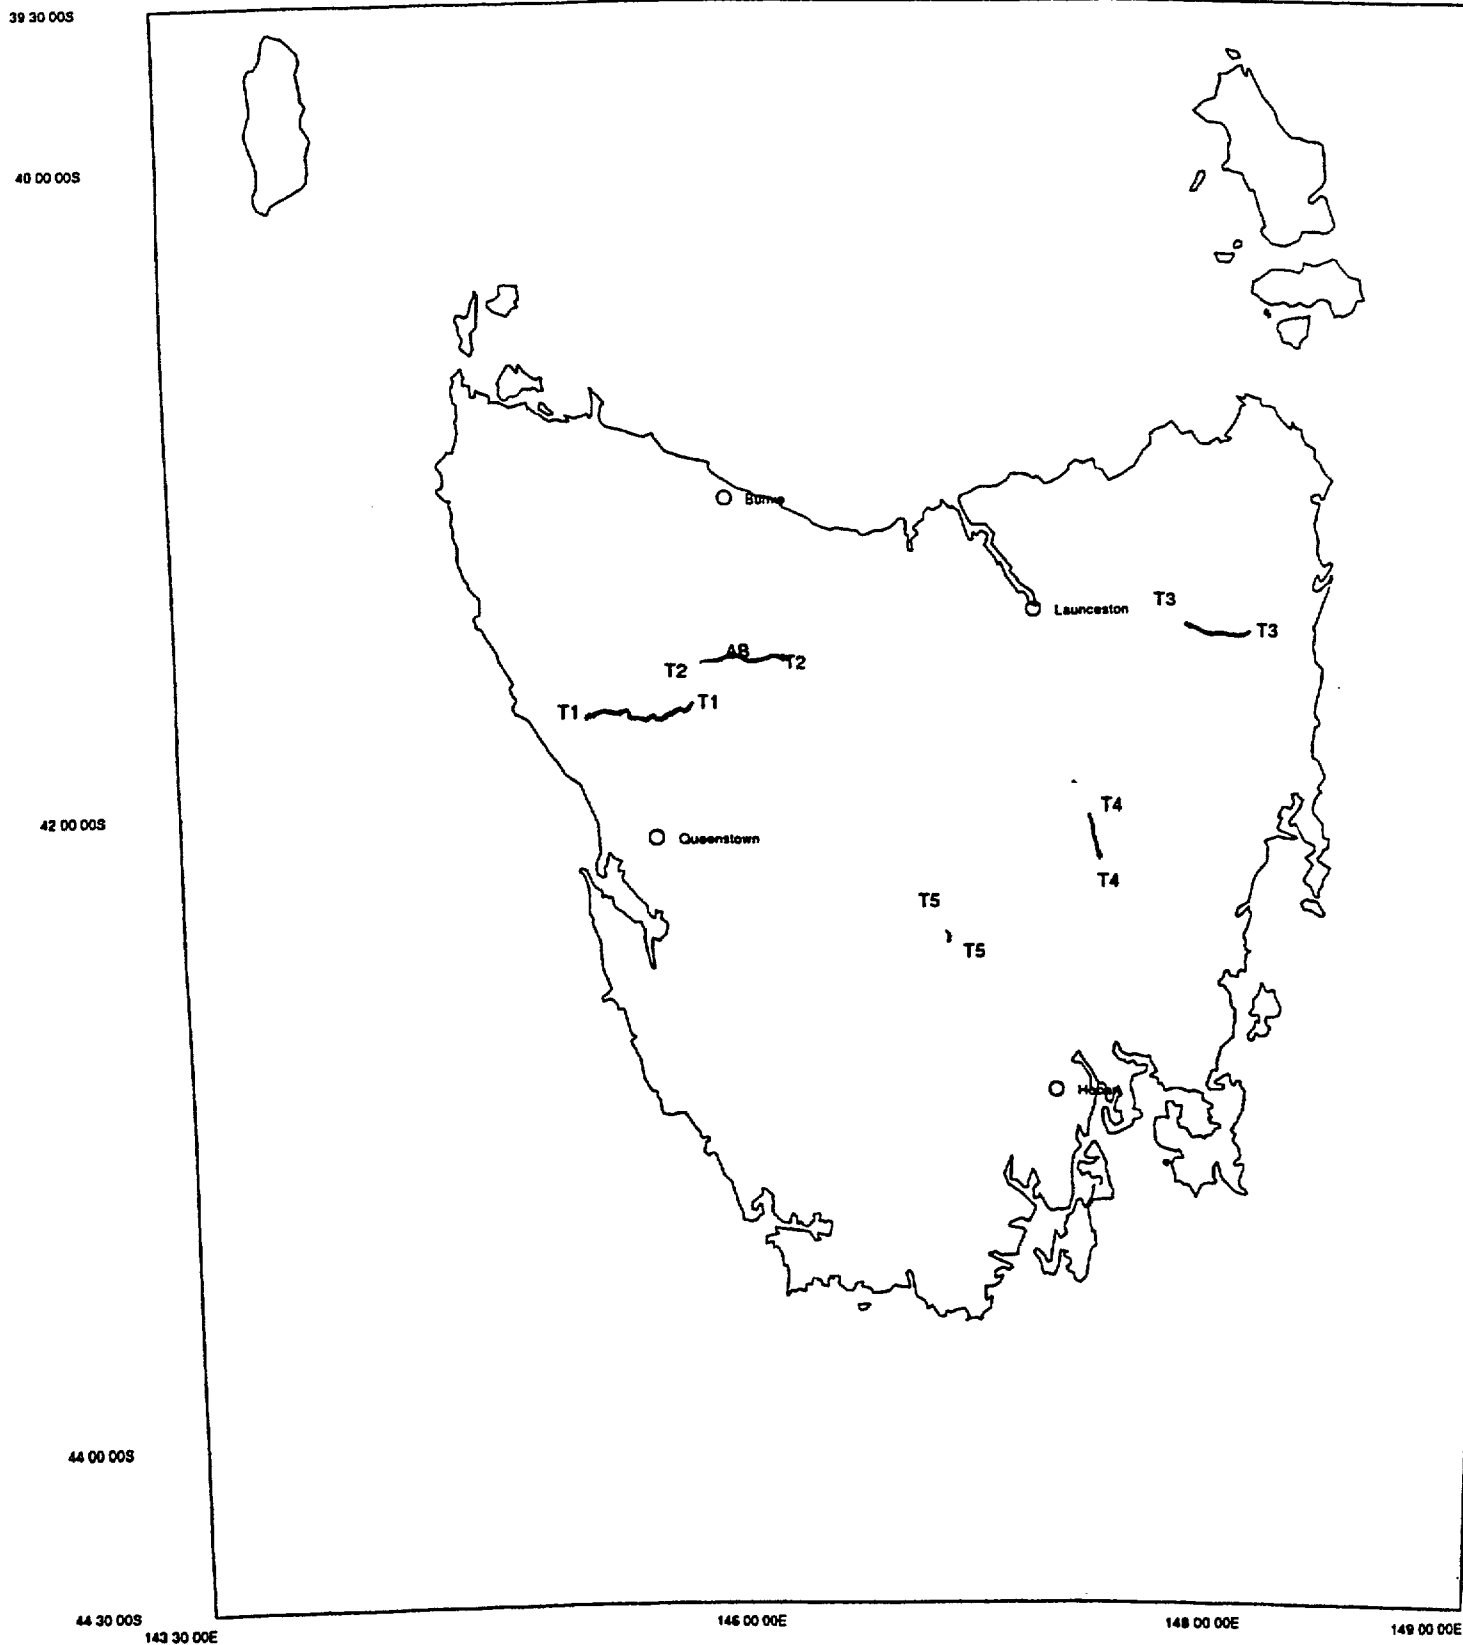 39 30 00S
40 00 00S
Burnie
Launceston
T3
T3
AB
T2
T2
T1
T1
T4
42 00 00S
Queenstown
T4
T5
T5
Hobart
44 00 00S
44 30 00S
143 30 00E
146 00 00E
148 00 00E
149 00 00E